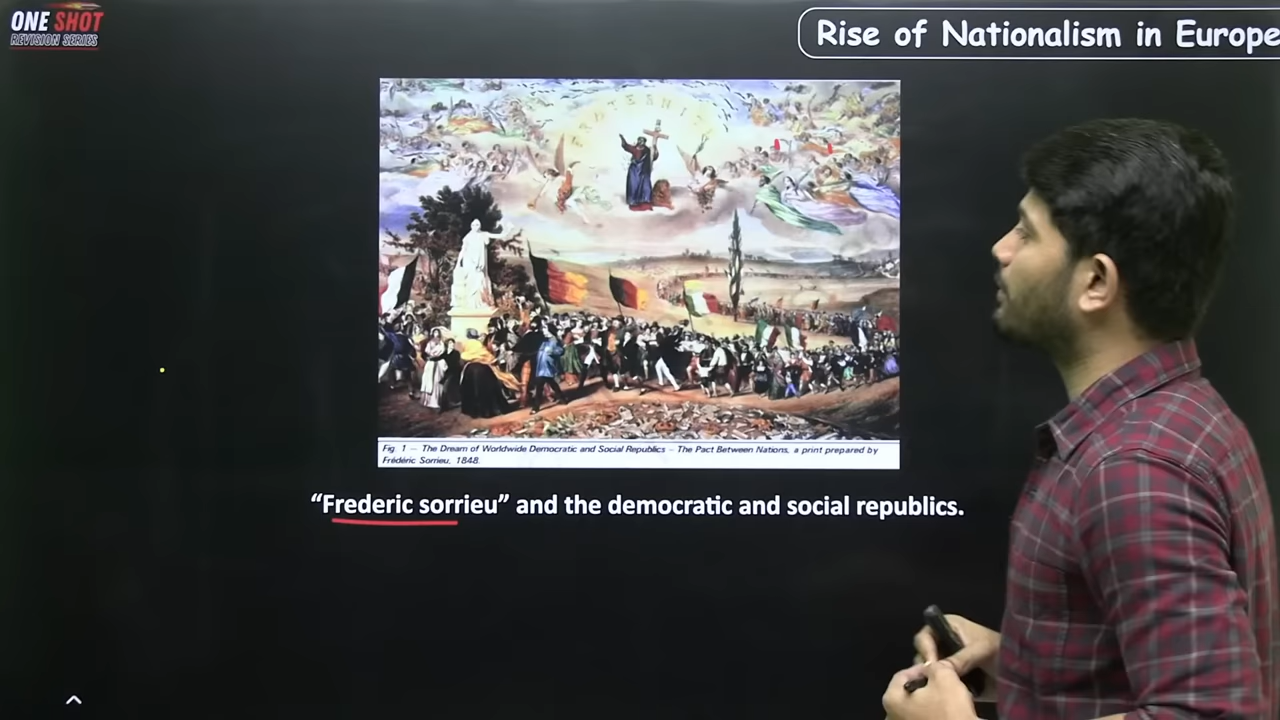 ONE SHOT
REVISION SERIES
Rise of Nationalism in Europe
FRATERNITÉ
Fig. 1 — The Dream of Worldwide Democratic and Social Republics – The Pact Between Nations, a print prepared by
Frédéric Sorrieu, 1848.
“Frederic sorrieu” and the democratic and social republics.